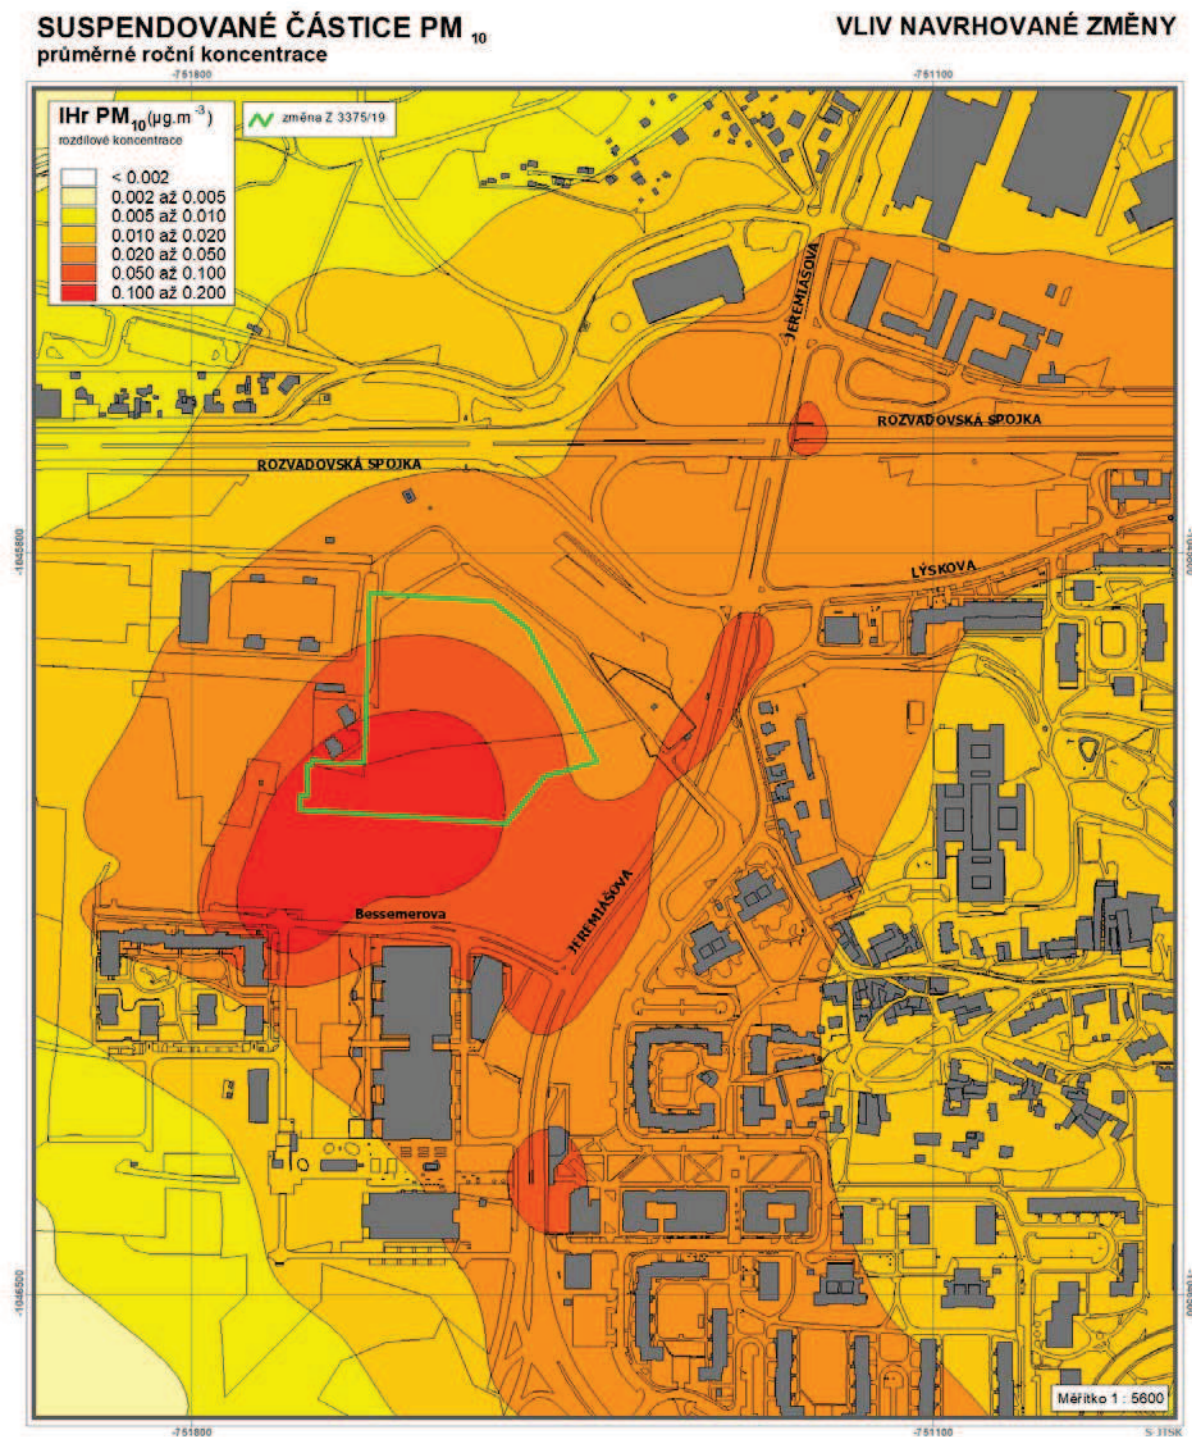 SUSPENDOVANÉ ČÁSTICE PM 10
průměrné roční koncentrace
VLIV NAVRHOVANÉ ZMĚNY
-751800
-751100
IHr PM10(µg.m-3)
rozdílové koncentrace
< 0.002
0.002 až 0.005
0.005 až 0.010
0.010 až 0.020
0.020 až 0.050
0.050 až 0.100
0.100 až 0.200
změna Z 3375/19
JEREMIÁŠOVA
ROZVADOVSKÁ SPOJKA
ROZVADOVSKÁ SPOJKA
LÝSKOVA
Bessemerova
JEREMIÁŠOVA
-1046500
Měřítko 1 : 5600
-751800
-751100
S-JTSK